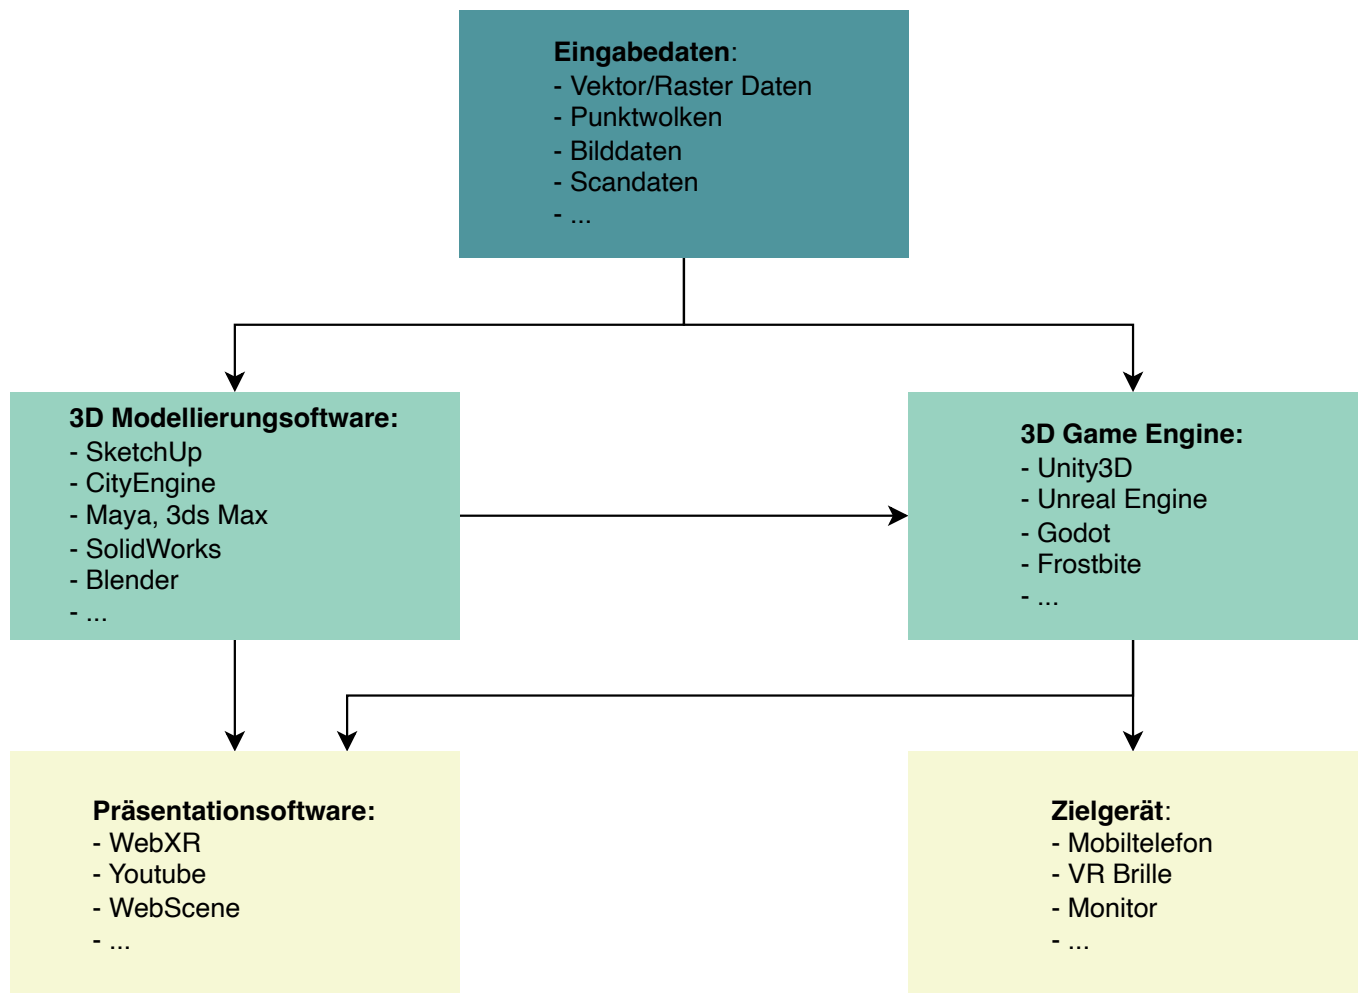 Eingabedaten:
- Vektor/Raster Daten
- Punktwolken
- Bilddaten
- Scandaten
- ...
3D Modellierungsoftware:
- SketchUp
- CityEngine
- Maya, 3ds Max
- SolidWorks
- Blender
- ...
3D Game Engine:
- Unity3D
- Unreal Engine
- Godot
- Frostbite
- ...
Präsentationsoftware:
- WebXR
- Youtube
- WebScene
- ...
Zielgerät:
- Mobiltelefon
- VR Brille
- Monitor
- ...